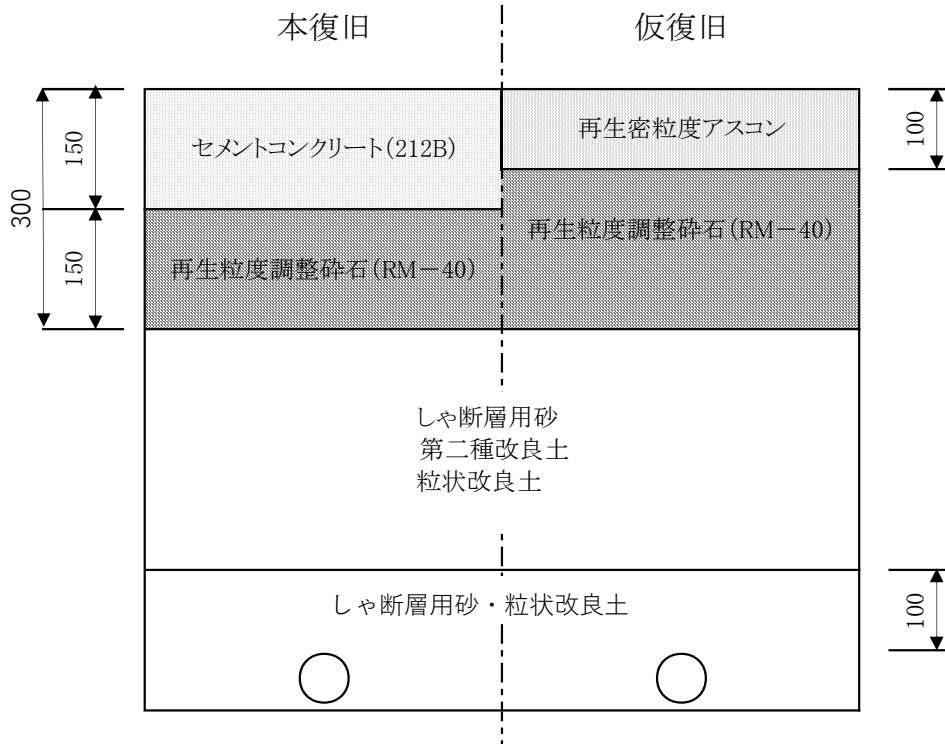 本復旧
仮復旧
300
150
150
セメントコンクリート(212B)
再生密粒度アスコン
100
再生粒度調整砕石(RM－40)
再生粒度調整砕石(RM－40)
しゃ断層用砂
第二種改良土
粒状改良土
しゃ断層用砂・粒状改良土
100